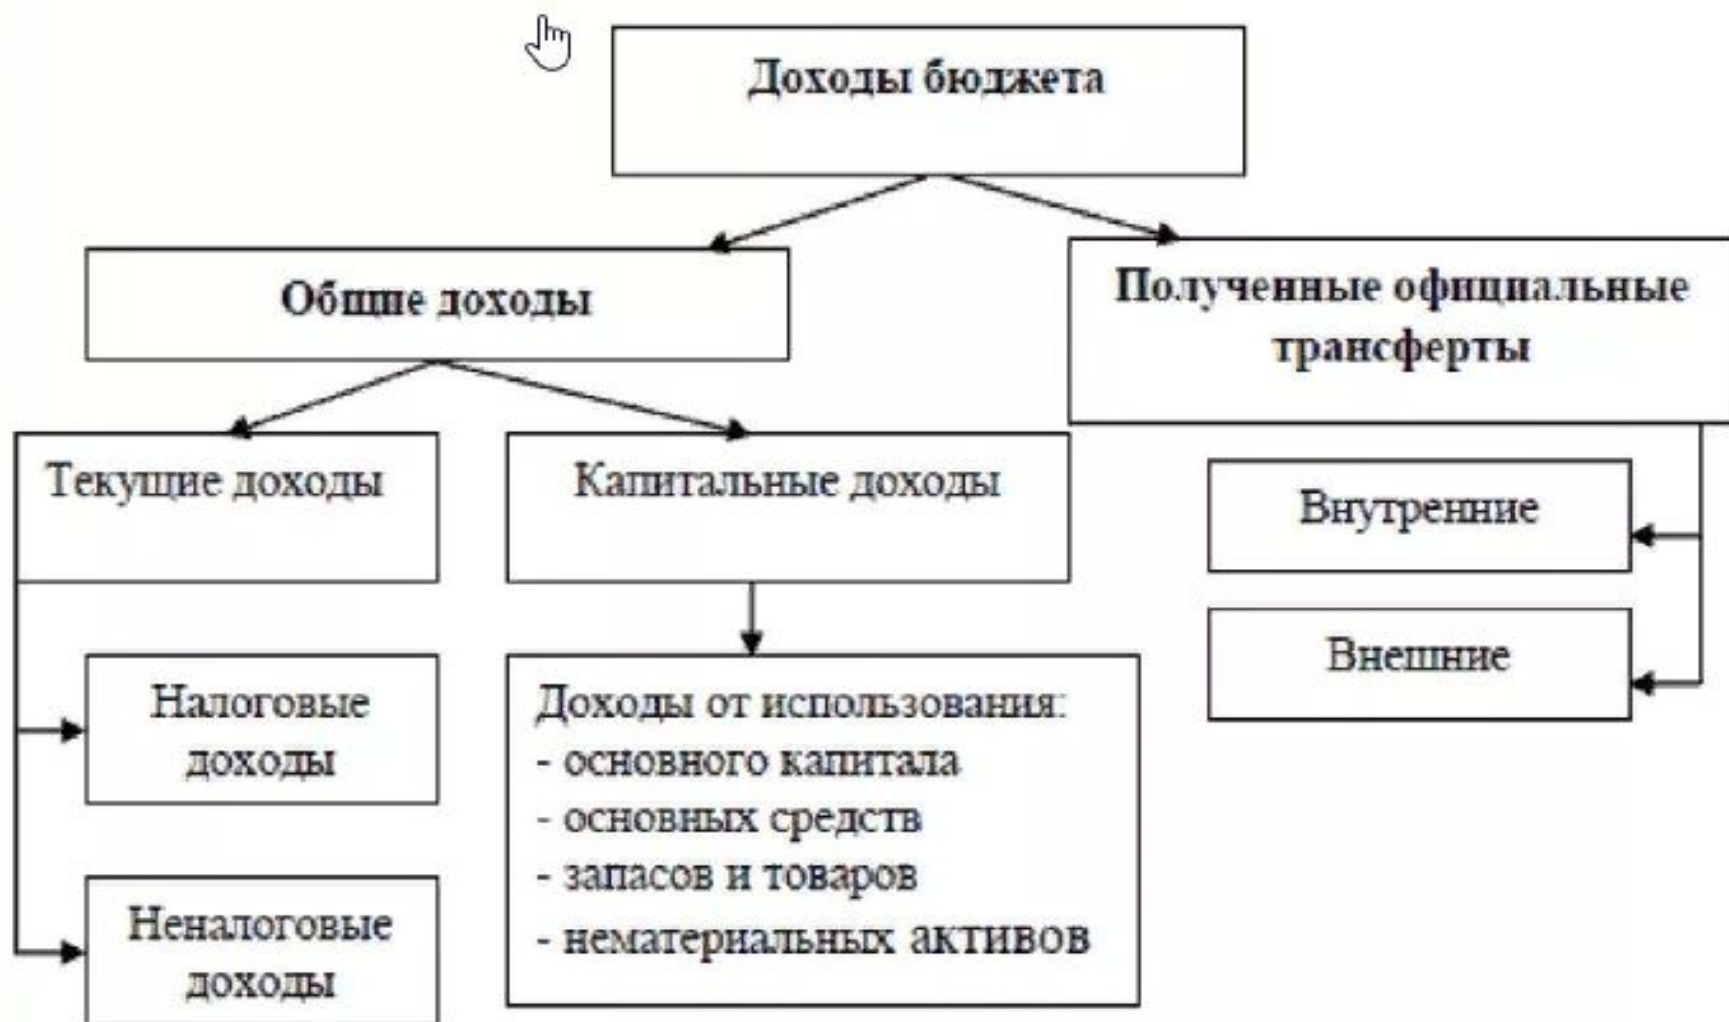 Доходы бюджета
Общие доходы
Полученные официальные
трансферты
Текущие доходы
Капитальные доходы
Внутренние
Внешние
Налоговые
доходы
Неналоговые
доходы
Доходы от использования:
- основного капитала
- основных средств
- запасов и товаров
- нематериальных активов